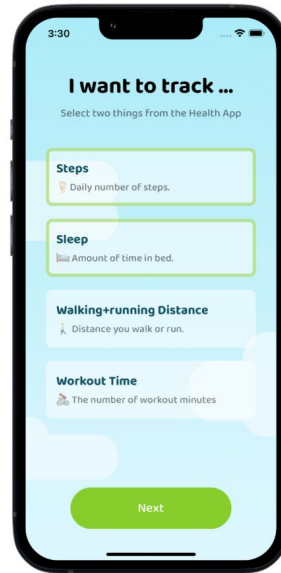 3:30
I want to track ...
Select two things from the Health App
Steps
Daily number of steps.
Sleep
Amount of time in bed.
Walking+running Distance
Distance you walk or run.
Workout Time
The number of workout minutes
Next